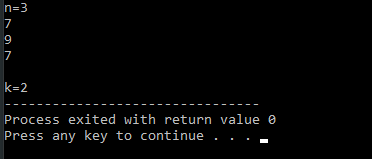 n=3
7
9
7
k=2
--------------------------------
Process exited with return value 0
Press any key to continue . . .